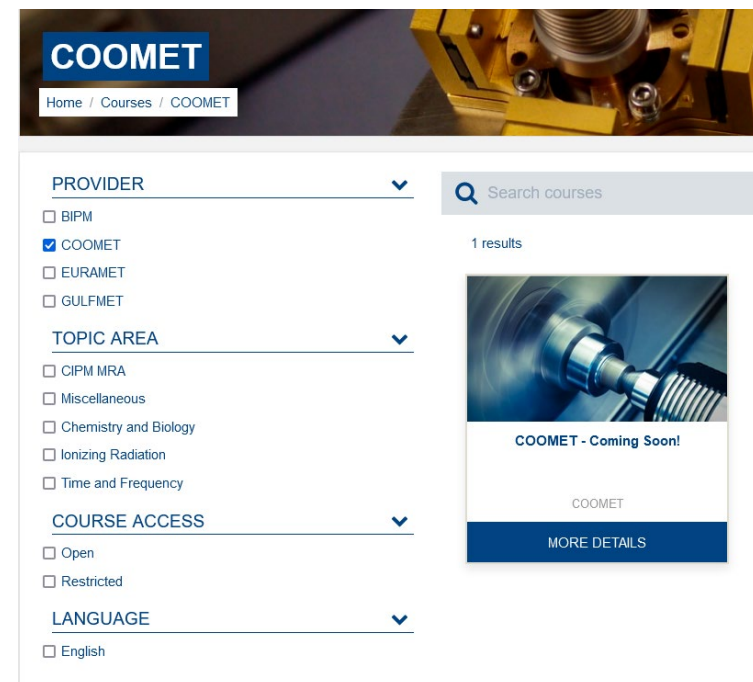 COOMET
Home / Courses / COOMET
PROVIDER
BIPM
COOMET
EURAMET
GULFMET
TOPIC AREA
CIPM MRA
Miscellaneous
Chemistry and Biology
Ionizing Radiation
Time and Frequency
COURSE ACCESS
Open
Restricted
LANGUAGE
English
Search courses
1 results
COOMET - Coming Soon!
COOMET
MORE DETAILS